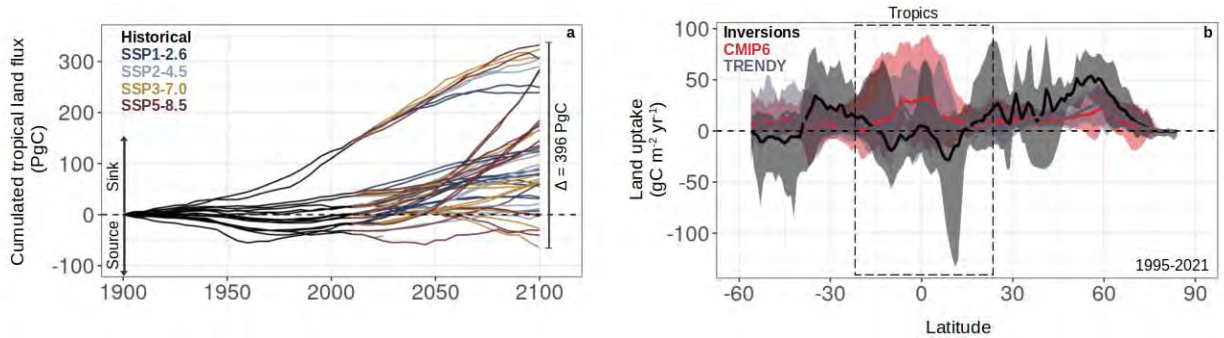 Cumulated tropical land flux
(PgC)
300
200
100
0
-100
1900
1950
2000
2050
2100
Historical
SSP1-2.6
SSP2-4.5
SSP3-7.0
SSP5-8.5
Sink
Source
a
Δ = 396 PgC
Tropics
Land uptake
(gC m⁻² yr⁻¹)
100
50
0
-50
-100
-60
-30
0
30
60
90
Latitude
Inversions
CMIP6
TRENDY
b
1995-2021